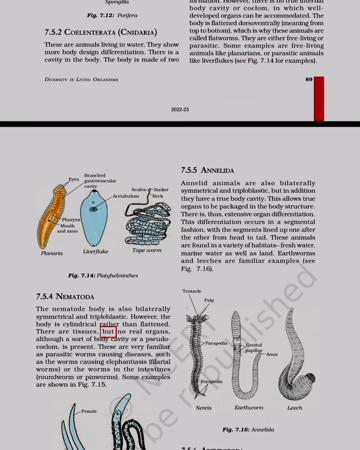 Spongilla
Fig. 7.12: Porifera
7.5.2 COELENTERATA (CNIDARIA)
These are animals living in water. They show
more body design differentiation. There is a
cavity in the body. The body is made of two
formation. However, there is no true internal
body cavity or coelom, in which well-
developed organs can be accommodated. The
body is flattened dorsoventrally (meaning from
top to bottom), which is why these animals are
called flatworms. They are either free-living or
parasitic. Some examples are free-living
animals like planarians, or parasitic animals
like liverflukes (see Fig. 7.14 for examples).
DIVERSITY IN LIVING ORGANISMS
89
2022-23
Eyes
Branched
gastrovascular
cavity
Acetabulum
Scolex
Sucker
Neck
Pharynx
Mouth
and anus
Planaria
Liverfluke
Tape worm
Fig. 7.14: Platyhelminthes
7.5.4 NEMATODA
The nematode body is also bilaterally
symmetrical and triploblastic. However, the
body is cylindrical rather than flattened.
There are tissues, but no real organs,
although a sort of body cavity or a pseudo-
coelom, is present. These are very familiar
as parasitic worms causing diseases, such
as the worms causing elephantiasis (filarial
worms) or the worms in the intestines
(roundworm or pinworms). Some examples
are shown in Fig. 7.15.
Female
7.5.5 ANNELIDA
Annelid animals are also bilaterally
symmetrical and triploblastic, but in addition
they have a true body cavity. This allows true
organs to be packaged in the body structure.
There is, thus, extensive organ differentiation.
This differentiation occurs in a segmental
fashion, with the segments lined up one after
the other from head to tail. These animals
are found in a variety of habitats– fresh water,
marine water as well as land. Earthworms
and leeches are familiar examples (see
Fig. 7.16).
Tentacle
Palp
Parapodia
Parapodia
Genital
papillae
Anus
Nereis
Earthworm
Leech
Fig. 7.16: Annelida
be republished